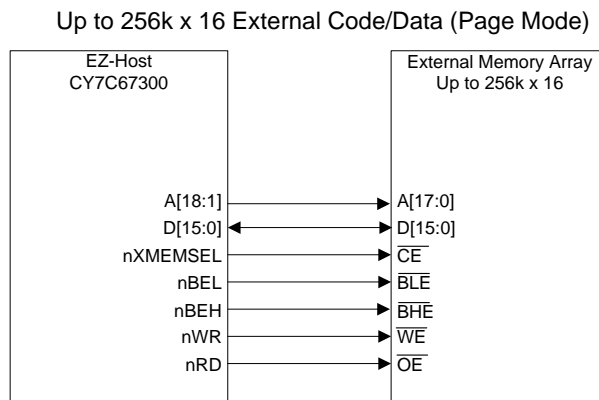 Up to 256k x 16 External Code/Data (Page Mode)
EZ-Host
CY7C67300
External Memory Array
Up to 256k x 16
A[18:1]
A[17:0]
D[15:0]
D[15:0]
nXMEMSEL
CE
nBEL
BLE
nBEH
BHE
nWR
WE
nRD
OE